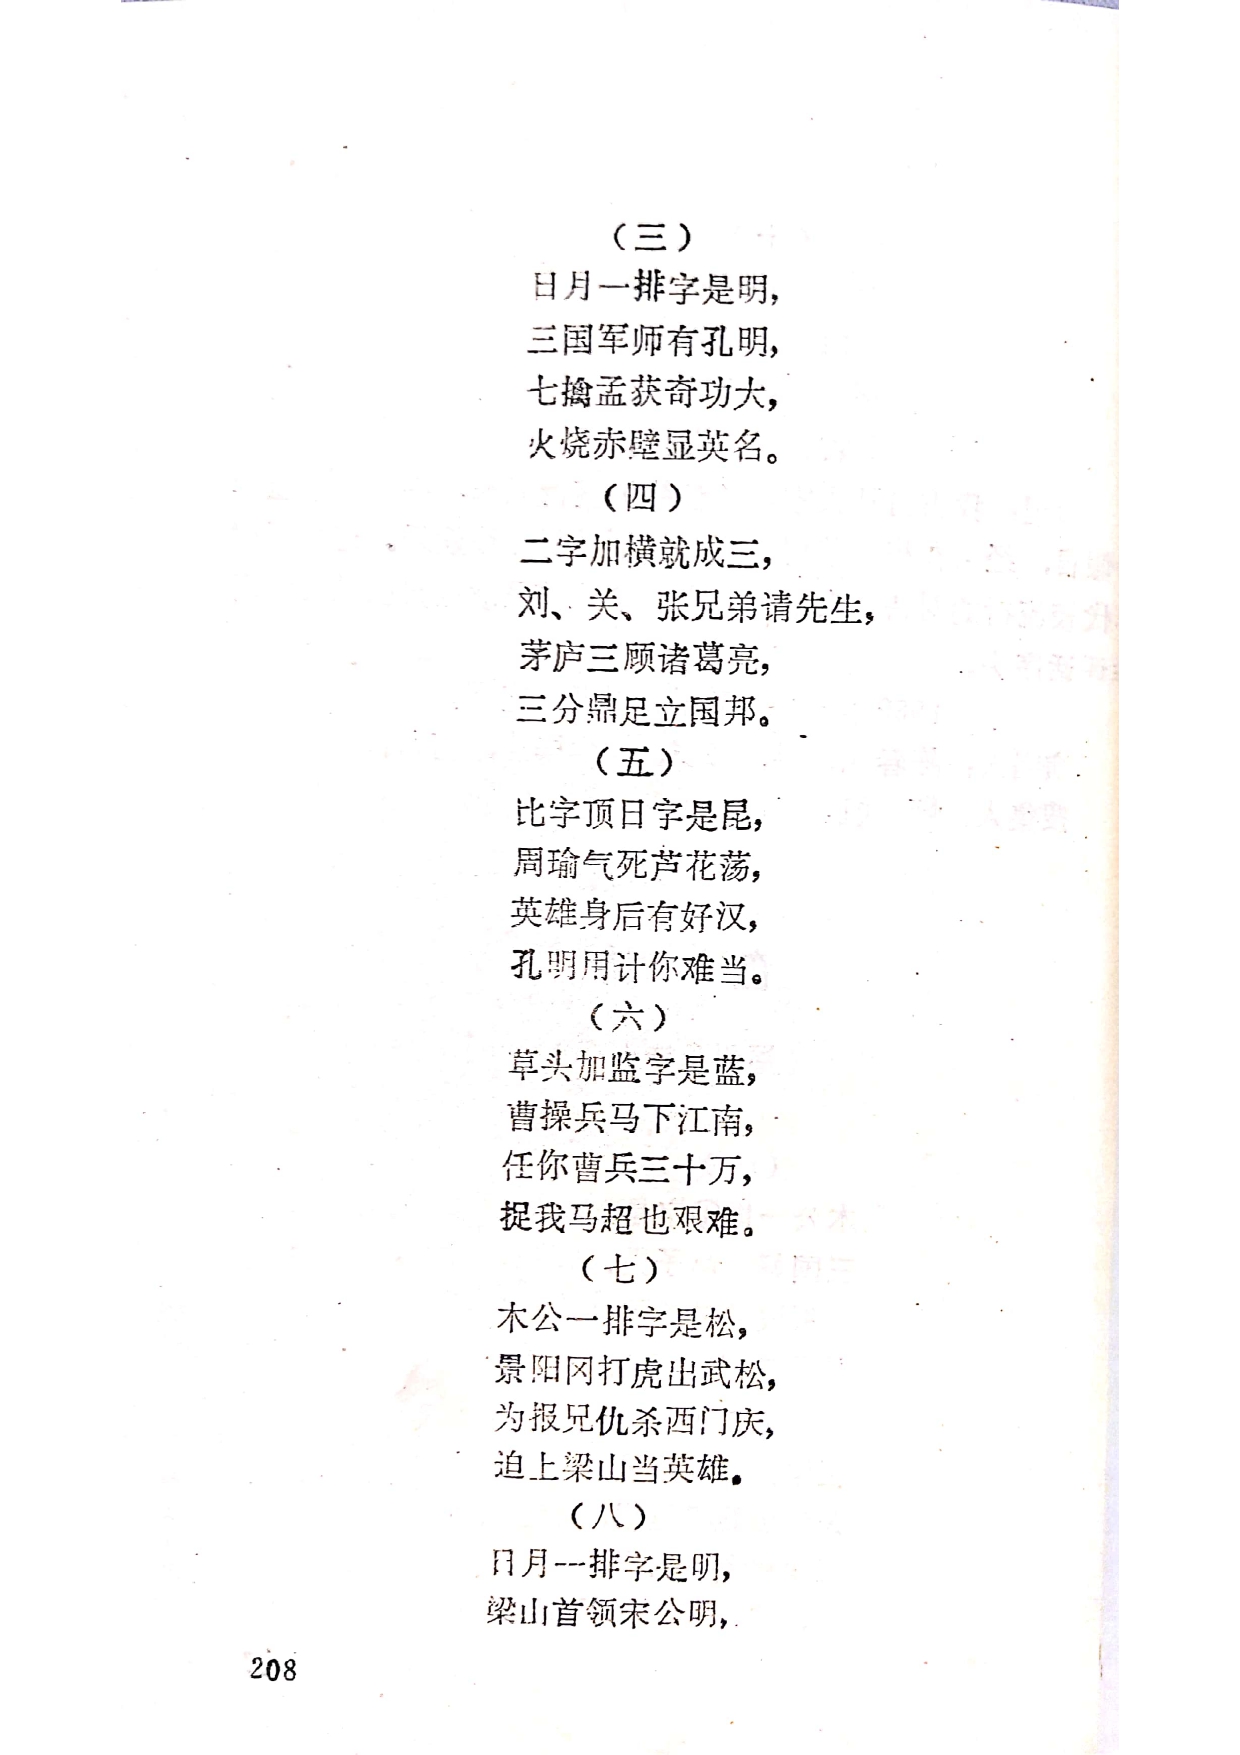 （三）
日月一排字是明，
三国军师有孔明，
七擒孟获奇功大，
火烧赤壁显英名。
（四）
二字加横就成三，
刘、关、张兄弟请先生，
茅庐三顾诸葛亮，
三分鼎足立国邦。
（五）
比字顶日字是昆，
周瑜气死芦花荡，
英雄身后有好汉，
孔明用计你难当。
（六）
草头加监字是蓝，
曹操兵马下江南，
任你曹兵三十万，
捉我马超也艰难。
（七）
木公一排字是松，
景阳冈打虎出武松，
为报兄仇杀西门庆，
迫上梁山当英雄。
（八）
日月一排字是明，
梁山首领宋公明，
208